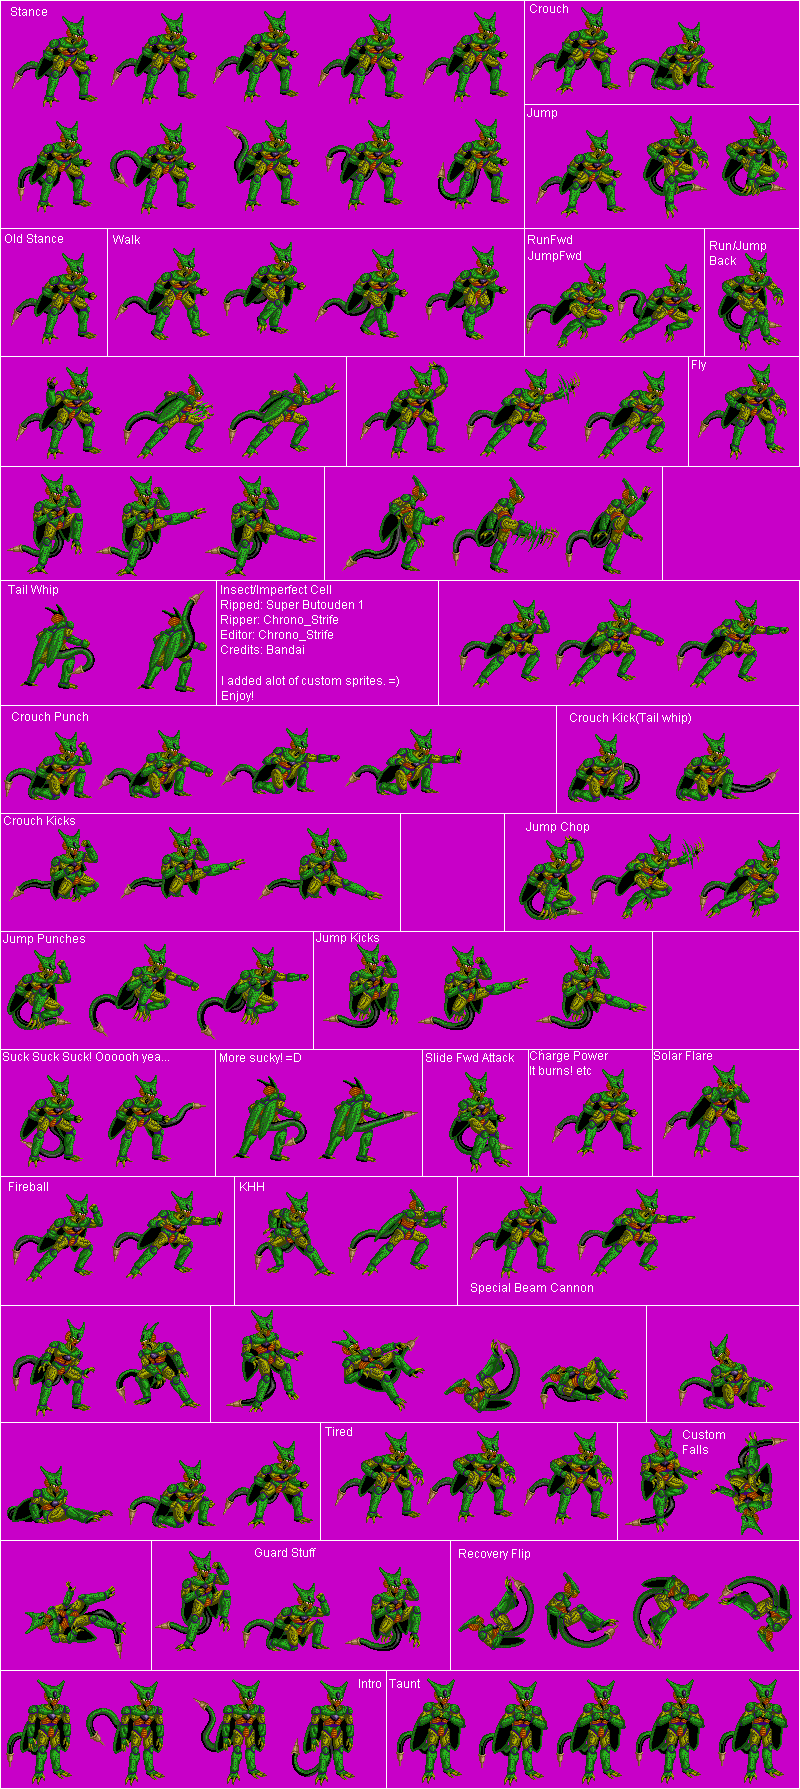 Stance
Crouch
Jump
Old Stance
Walk
RunFwd
JumpFwd
Run/Jump
Back
Fly
Tail Whip
Insect/Imperfect Cell
Ripped: Super Butouden 1
Ripper: Chrono_Strife
Editor: Chrono_Strife
Credits: Bandai
I added alot of custom sprites. =)
Enjoy!
Crouch Punch
Crouch Kick(Tail whip)
Crouch Kicks
Jump Chop
Jump Punches
Jump Kicks
Suck Suck Suck! Oooooh yea...
More sucky! =D
Slide Fwd Attack
Charge Power
It burns! etc
Solar Flare
Fireball
KHH
Special Beam Cannon
Tired
Custom
Falls
Guard Stuff
Recovery Flip
Intro
Taunt